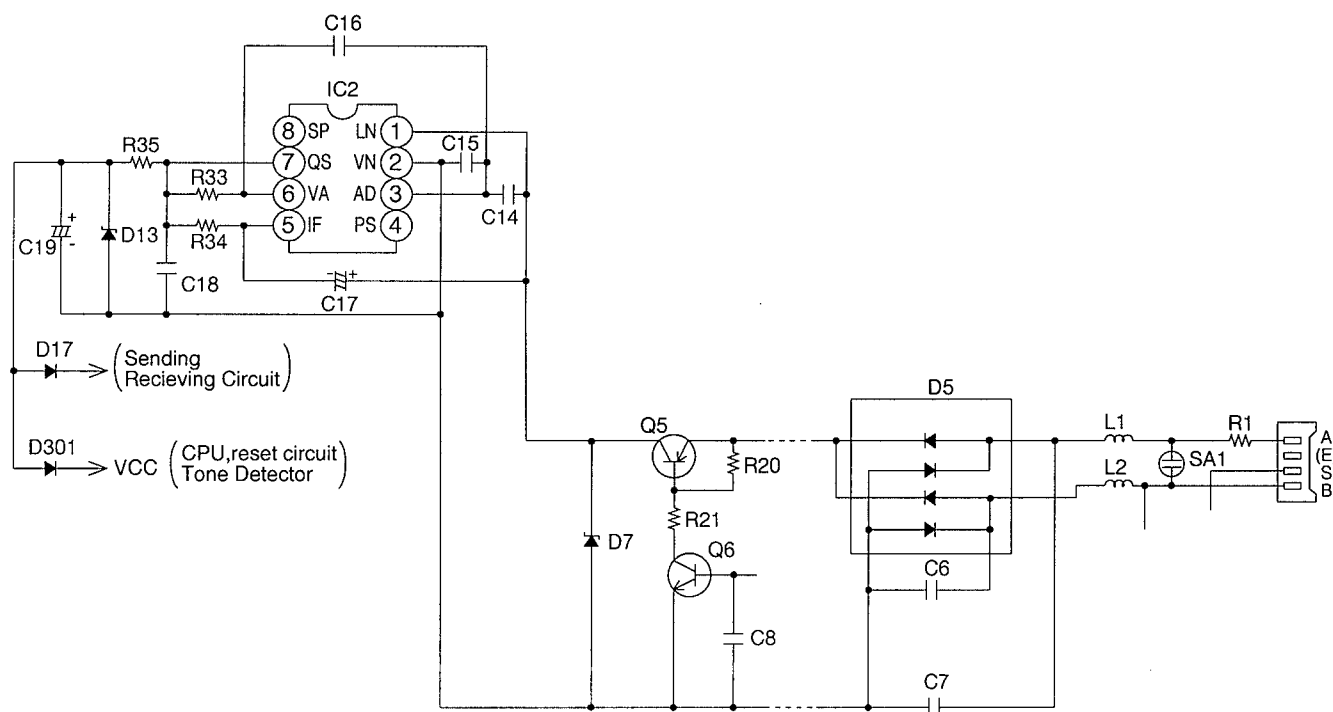 C16
IC2
8 SP LN 1
7 QS VN 2
6 VA AD 3
5 IF PS 4
C15
C14
R35
R33
R34
C19 + -
D13
C18
- +
C17
D17
(Sending
Recieving Circuit)
D301
VCC (CPU,reset circuit
Tone Detector)
Q5
R20
R21
Q6
D7
C8
D5
C6
C7
L1
L2
R1
SA1
A
(E
S
B